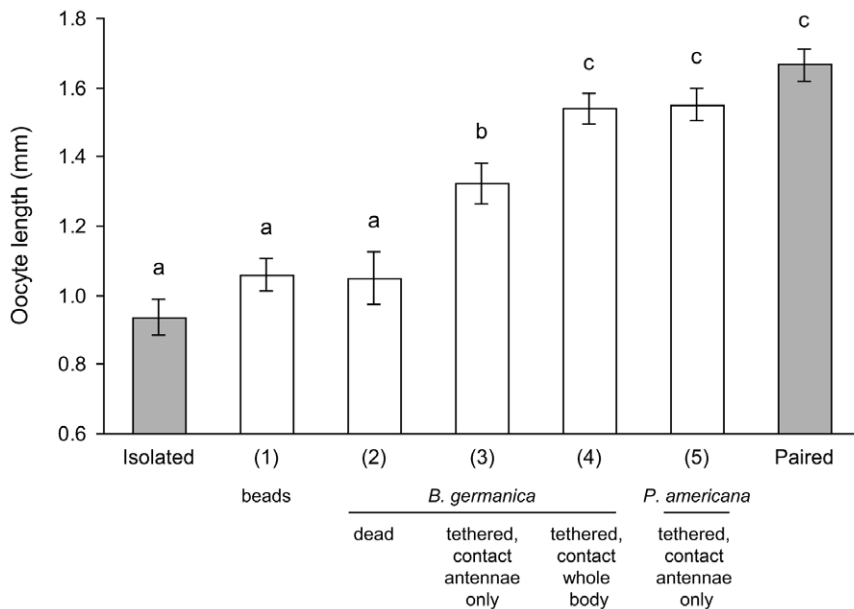 Oocyte length (mm)
1.8
1.6
1.4
1.2
1.0
0.8
0.6
a
a
a
b
c
c
c
Isolated
(1)
(2)
(3)
(4)
(5)
Paired
beads
B. germanica
P. americana
dead
tethered,
contact
antennae
only
tethered,
contact
whole
body
tethered,
contact
antennae
only